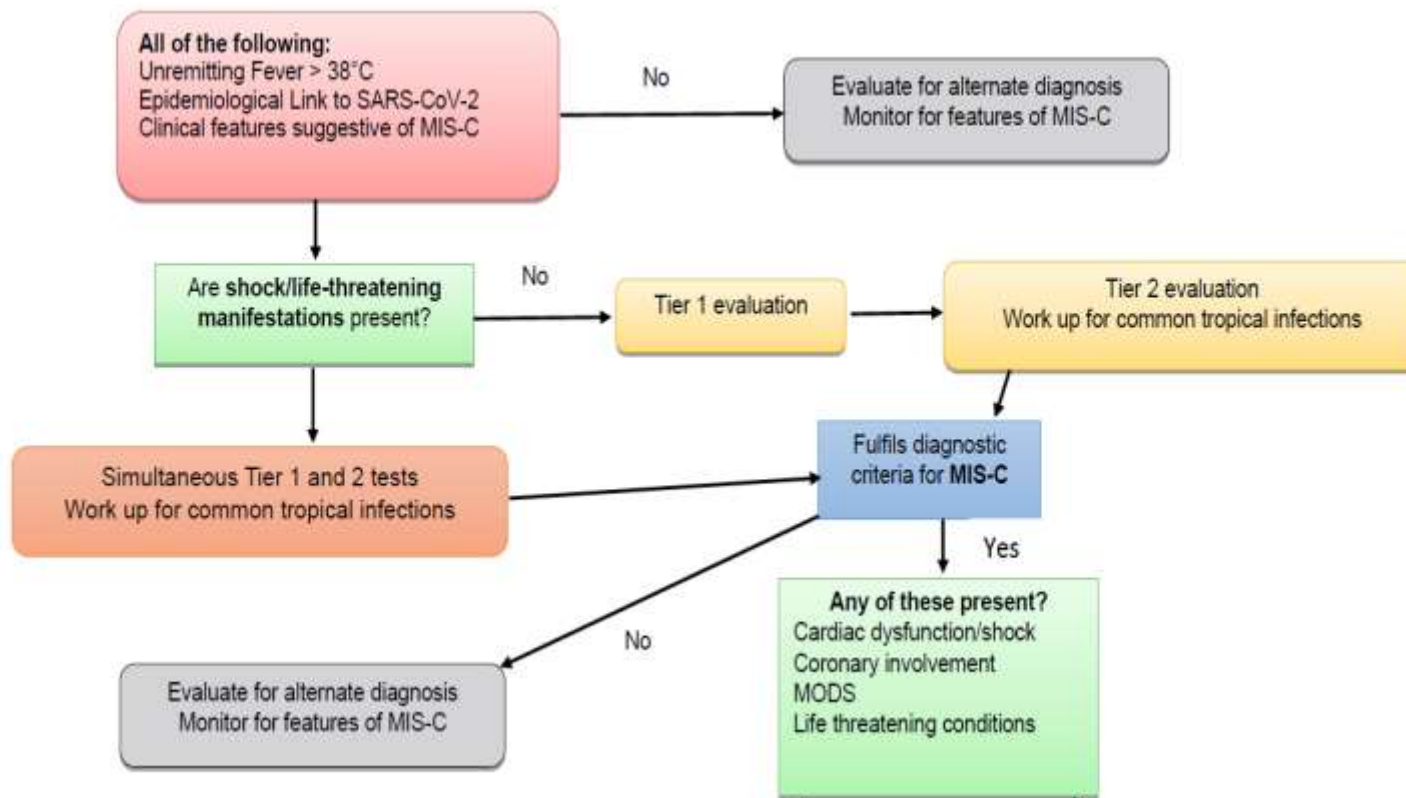 All of the following:
Unremitting Fever > 38°C
Epidemiological Link to SARS-CoV-2
Clinical features suggestive of MIS-C
No
Evaluate for alternate diagnosis
Monitor for features of MIS-C
Are shock/life-threatening
manifestations present?
No
Tier 1 evaluation
Tier 2 evaluation
Work up for common tropical infections
Simultaneous Tier 1 and 2 tests
Work up for common tropical infections
Fulfils diagnostic
criteria for MIS-C
Yes
No
Any of these present?
Cardiac dysfunction/shock
Coronary involvement
MODS
Life threatening conditions
Evaluate for alternate diagnosis
Monitor for features of MIS-C